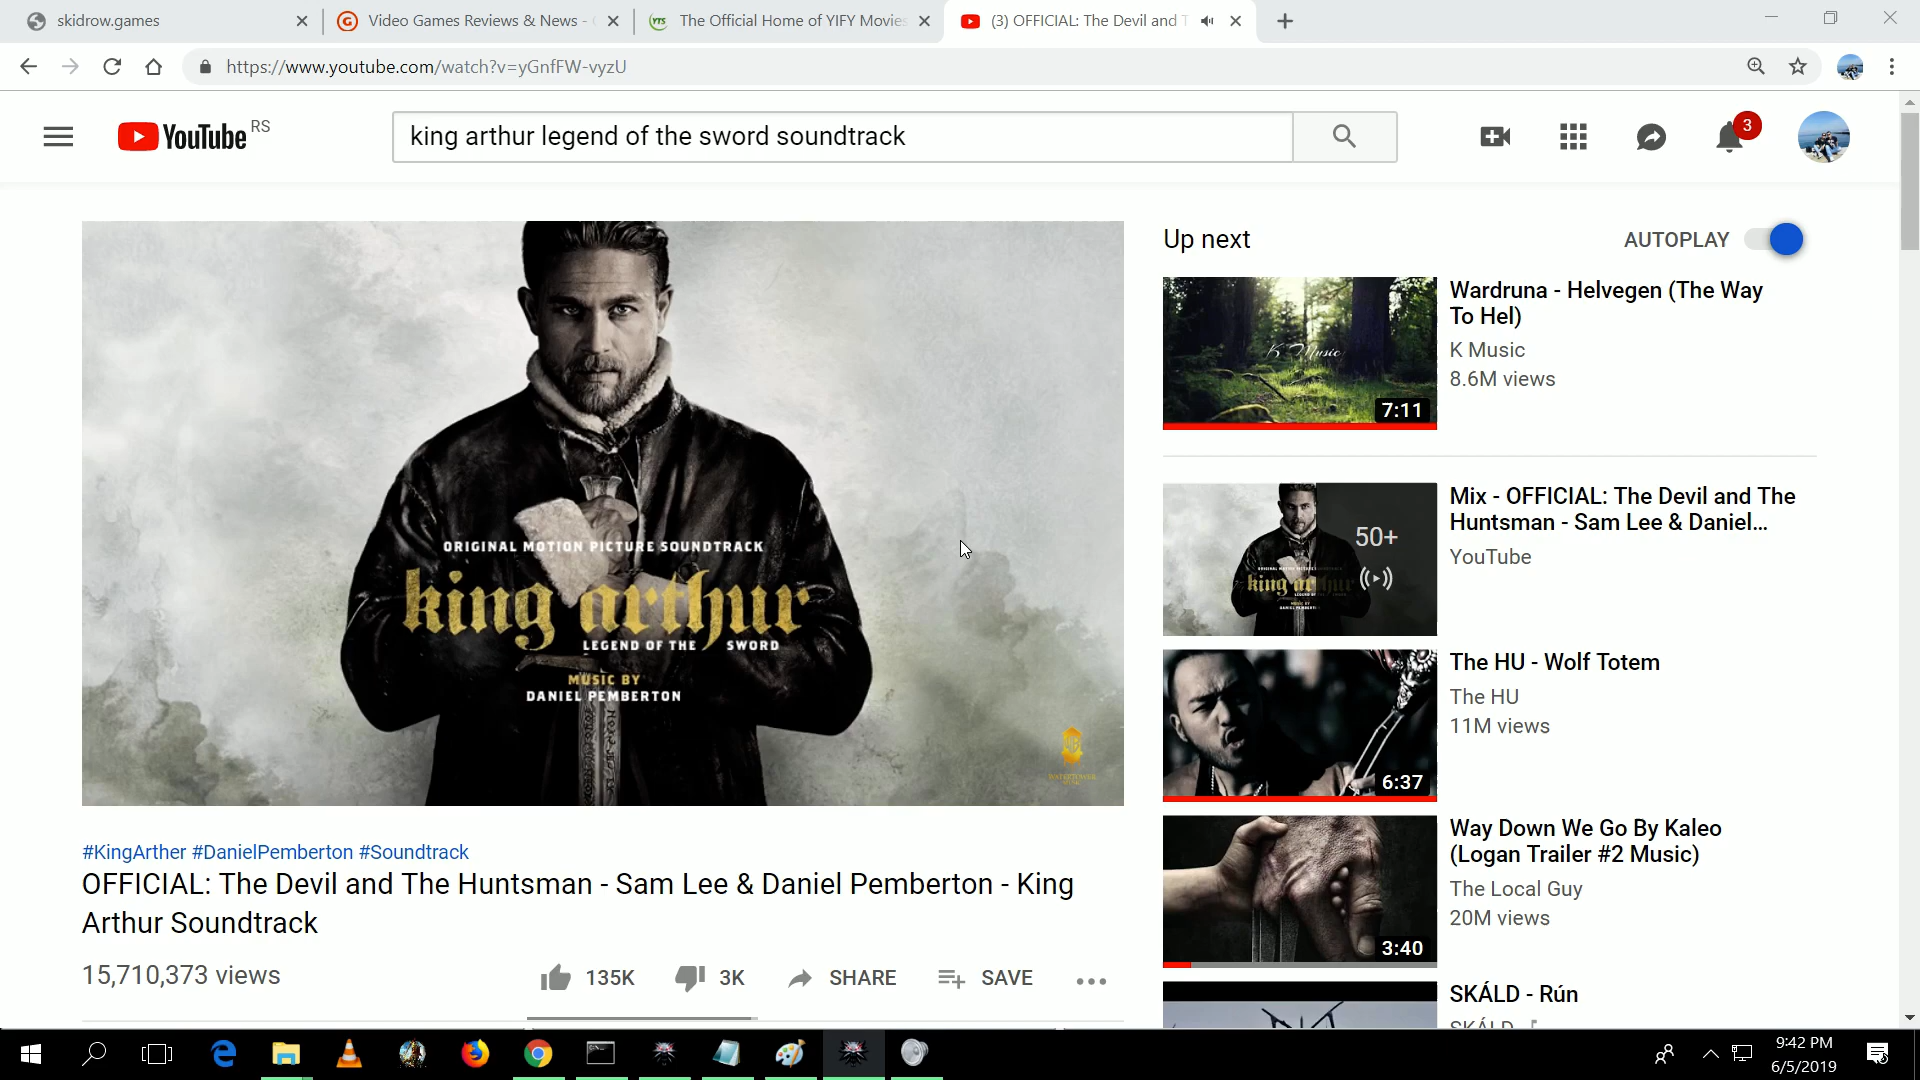 skidrow.games
Video Games Reviews & News -
The Official Home of YIFY Movies
(3) OFFICIAL: The Devil and T
https://www.youtube.com/watch?v=yGnfFW-vyzU
YouTube RS
king arthur legend of the sword soundtrack
3
ORIGINAL MOTION PICTURE SOUNDTRACK
king arthur
LEGEND OF THE SWORD
MUSIC BY
DANIEL PEMBERTON
#KingArther #DanielPemberton #Soundtrack
OFFICIAL: The Devil and The Huntsman - Sam Lee & Daniel Pemberton - King
Arthur Soundtrack
15,710,373 views
135K
3K
SHARE
SAVE
Up next
AUTOPLAY
K Music
7:11
Wardruna - Helvegen (The Way
To Hel)
K Music
8.6M views
50+
king arthur
Mix - OFFICIAL: The Devil and The
Huntsman - Sam Lee & Daniel...
YouTube
6:37
The HU - Wolf Totem
The HU
11M views
3:40
Way Down We Go By Kaleo
(Logan Trailer #2 Music)
The Local Guy
20M views
SKÁLD - Rún
SKÁLD
9:42 PM
6/5/2019